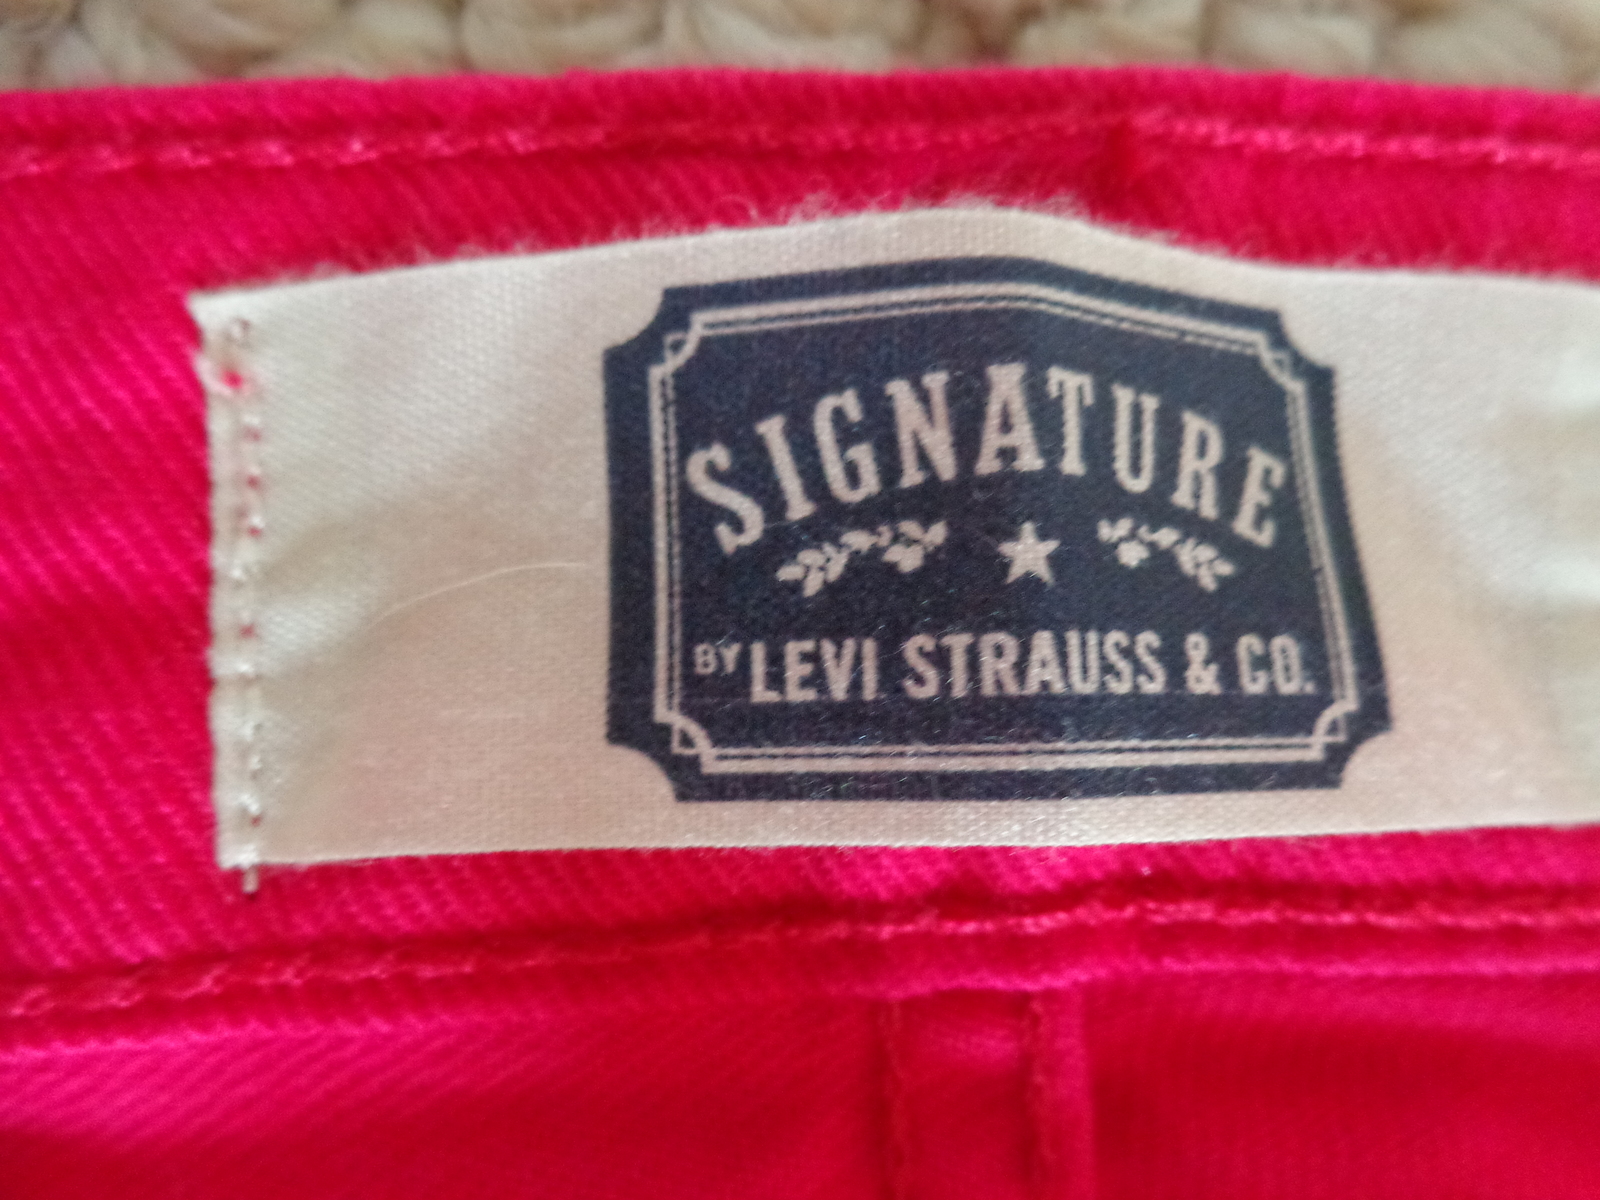 SIGNATURE
BY LEVI STRAUSS & CO.